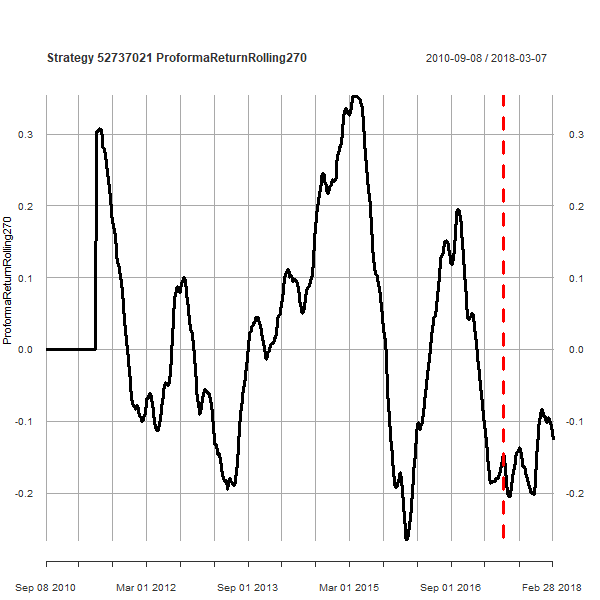 Strategy 52737021 ProformaReturnRolling270
2010-09-08 / 2018-03-07
ProformaReturnRolling270
0.3
0.2
0.1
0.0
-0.1
-0.2
0.3
0.2
0.1
0.0
-0.1
-0.2
Sep 08 2010
Mar 01 2012
Sep 01 2013
Mar 01 2015
Sep 01 2016
Feb 28 2018